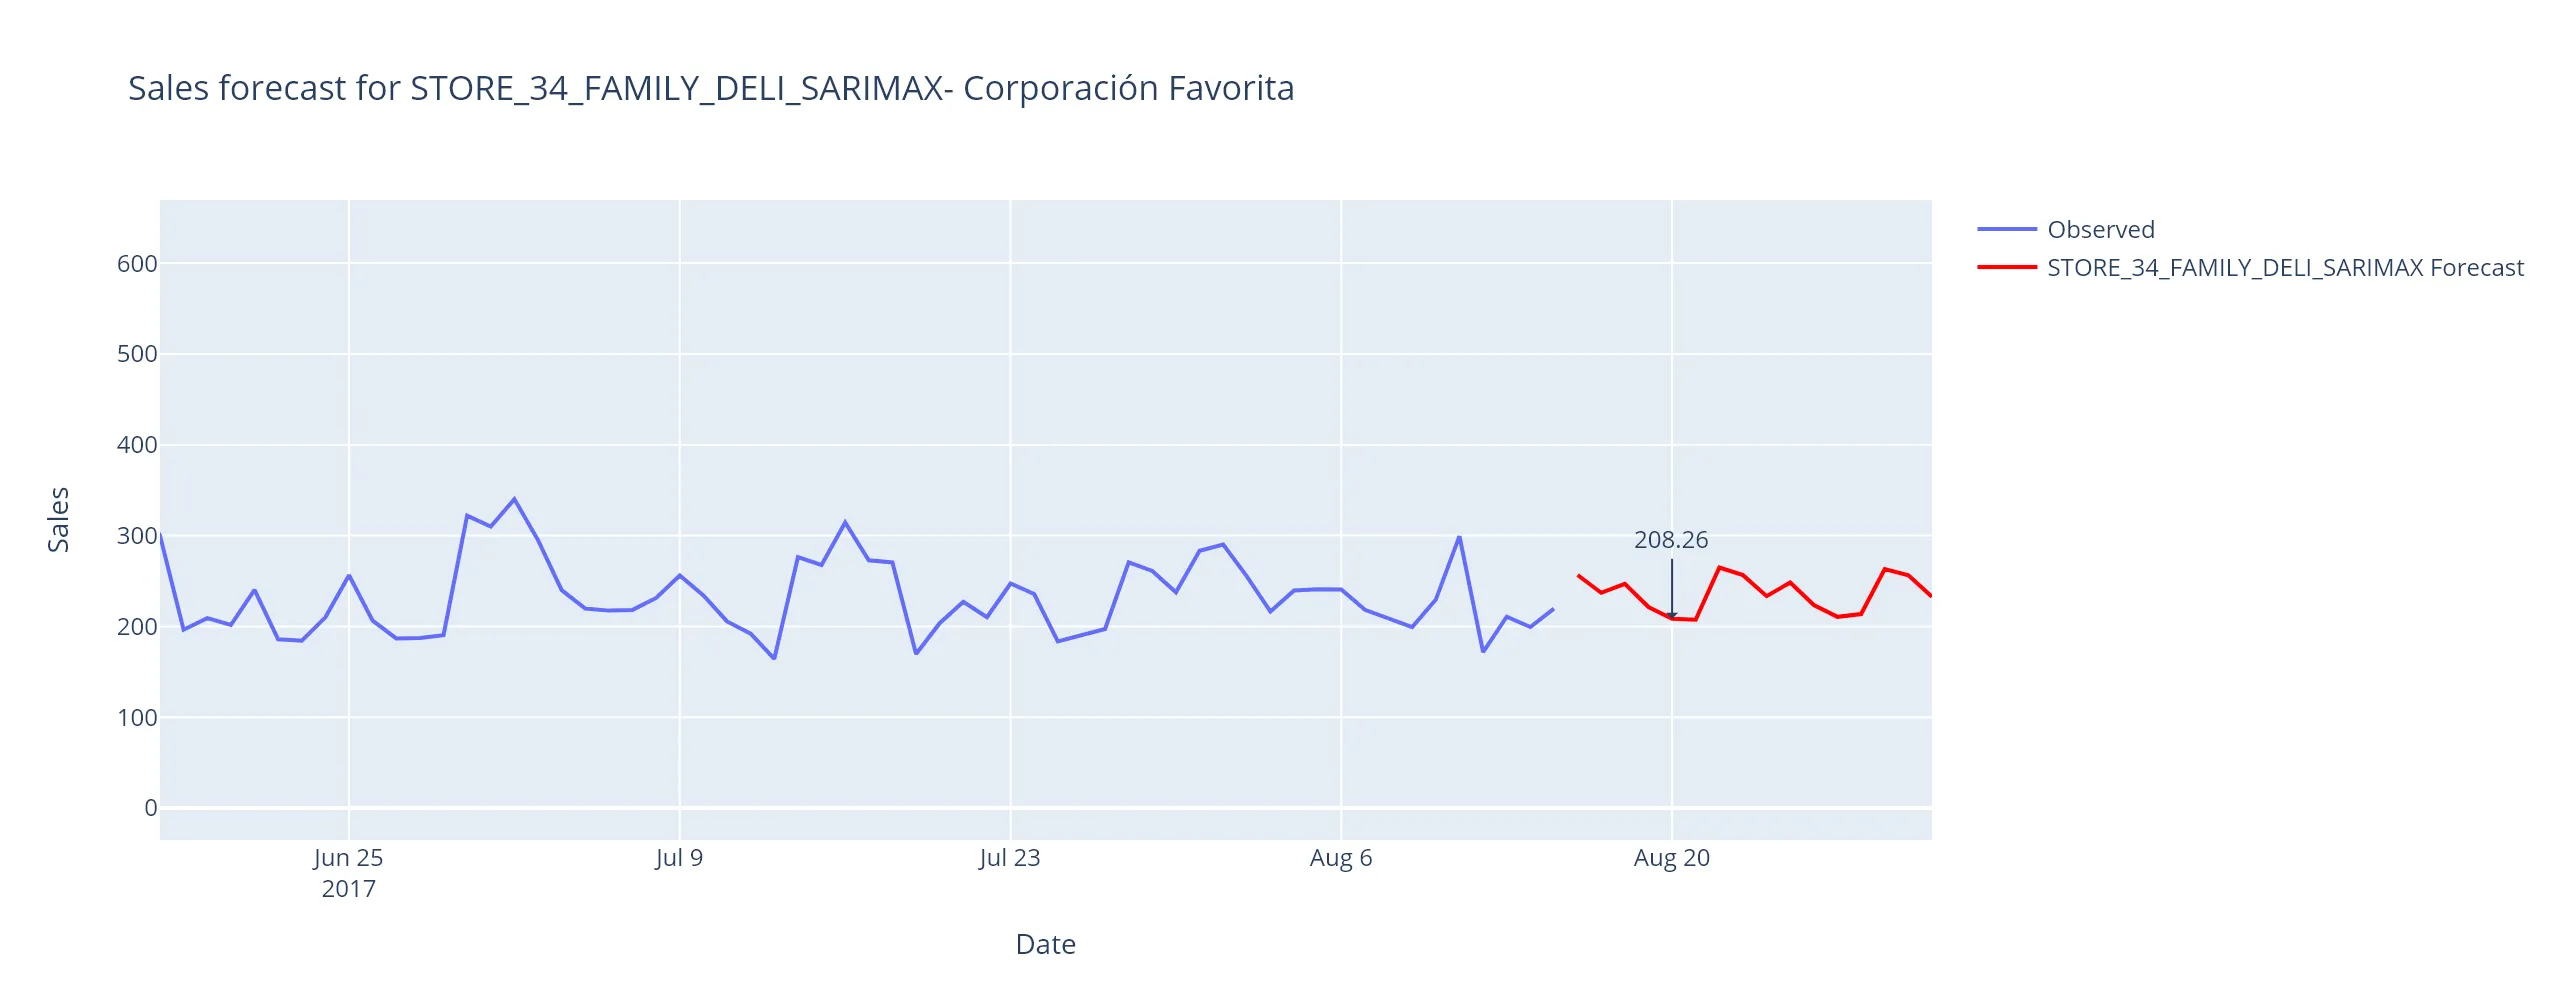 Sales forecast for STORE_34_FAMILY_DELI_SARIMAX- Corporación Favorita
Observed
STORE_34_FAMILY_DELI_SARIMAX Forecast
600
500
400
300
200
100
0
Sales
208.26
Jun 25
2017
Jul 9
Jul 23
Aug 6
Aug 20
Date